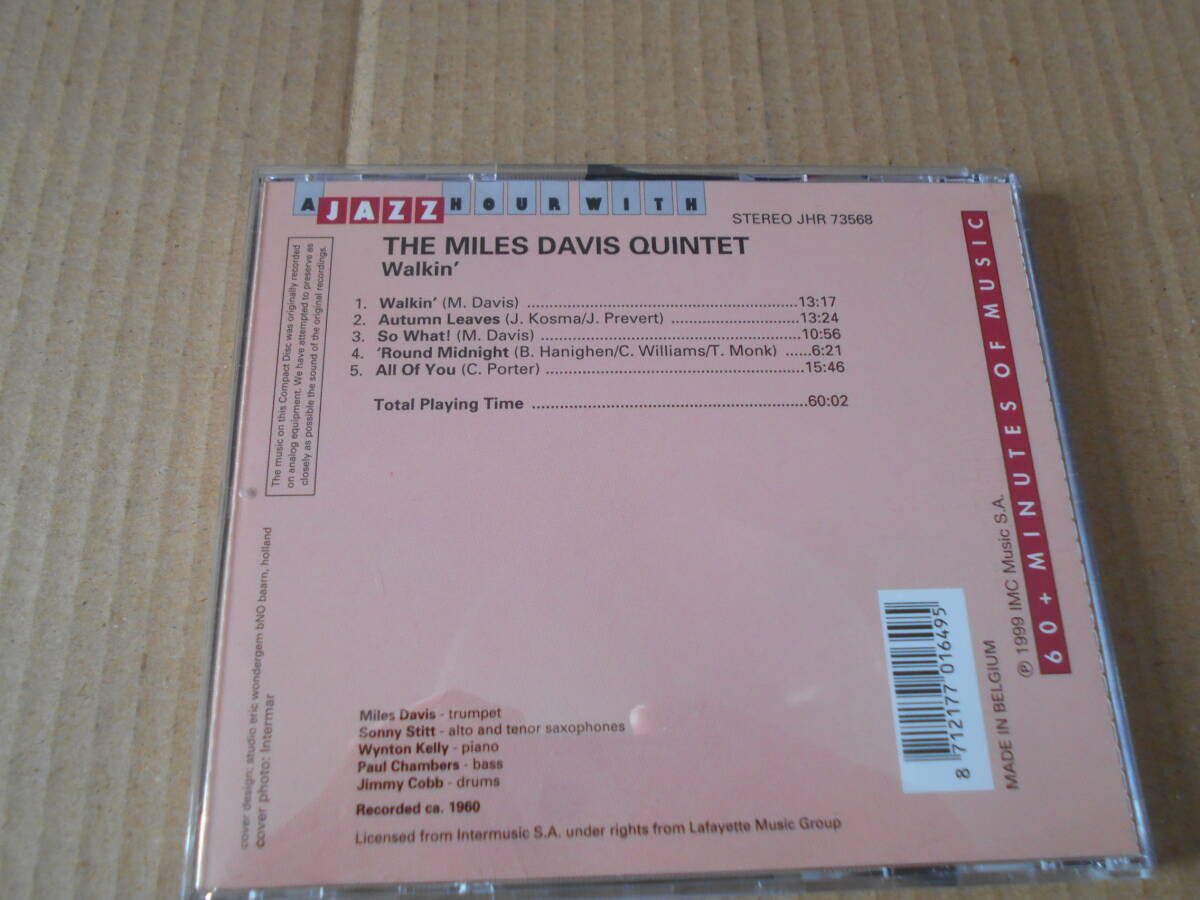 A JAZZ HOUR WITH
STEREO JHR 73568
THE MILES DAVIS QUINTET
Walkin'
1. Walkin' (M. Davis) ......13:17
2. Autumn Leaves (J. Kosma/J. Prevert) ......13:24
3. So What! (M. Davis) ......10:56
4. 'Round Midnight (B. Hanighen/C. Williams/T. Monk) ......6:21
5. All Of You (C. Porter) ......15:46
Total Playing Time ......60:02
The music on this Compact Disc was originally recorded
on analog equipment. We have attempted to preserve as
closely as possible the sound of the original recordings.
cover design: studio eric wondergem bNO baarn, holland
cover photo: Intermar
Miles Davis - trumpet
Sonny Stitt - alto and tenor saxophones
Wynton Kelly - piano
Paul Chambers - bass
Jimmy Cobb - drums
Recorded ca. 1960
Licensed from Intermusic S.A. under rights from Lafayette Music Group
8 712177 016495
MADE IN BELGIUM
℗ 1999 IMC Music S.A.
60 + MINUTES OF MUSIC